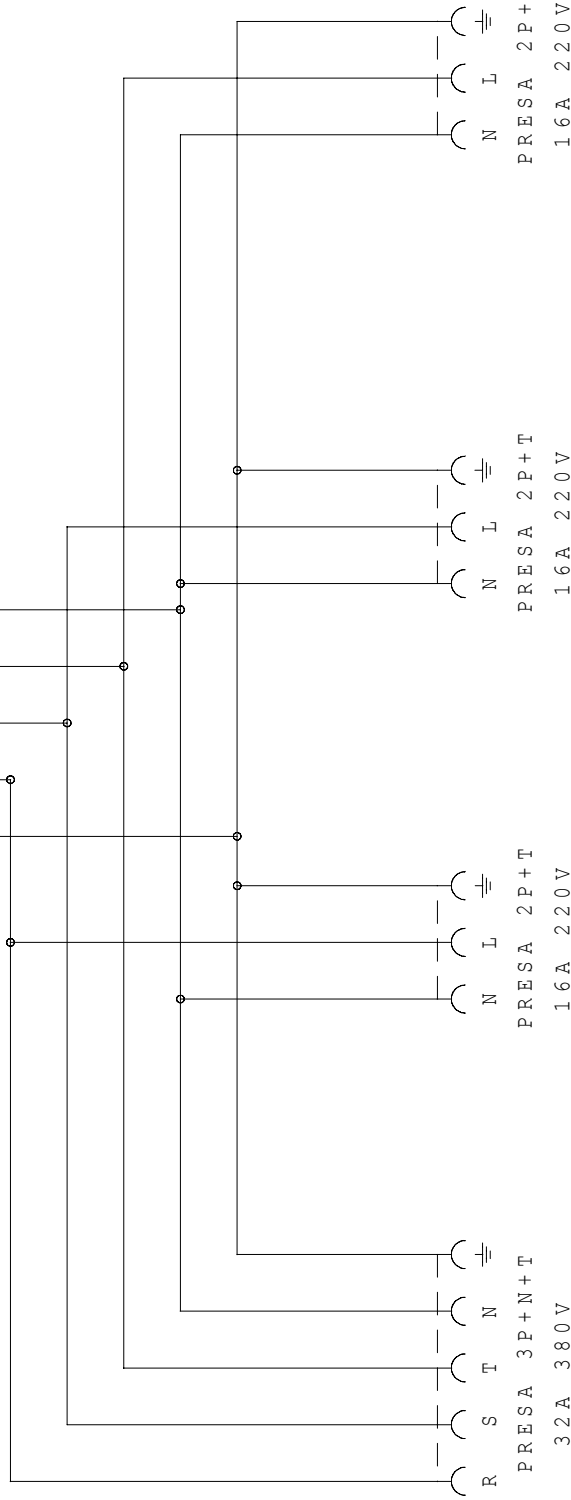 R S T N
PRESA 3P+N+T
32A 380V
N L
PRESA 2P+T
16A 220V
N L
PRESA 2P+T
16A 220V
N L
PRESA 2P+
16A 220V